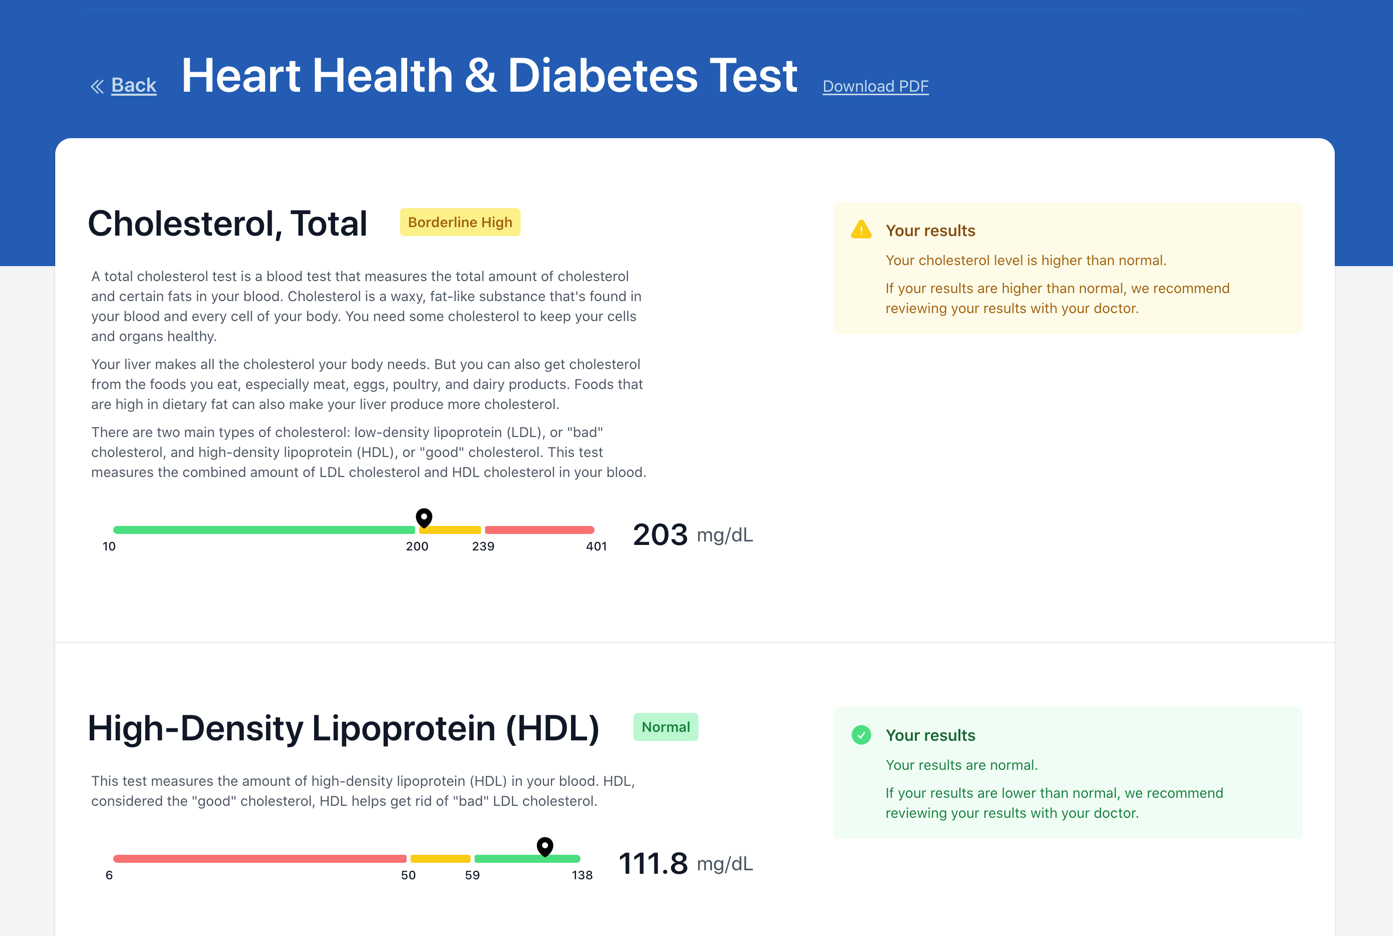 Back
Heart Health & Diabetes Test
Download PDF
Cholesterol, Total
Borderline High
A total cholesterol test is a blood test that measures the total amount of cholesterol
and certain fats in your blood. Cholesterol is a waxy, fat-like substance that's found in
your blood and every cell of your body. You need some cholesterol to keep your cells
and organs healthy.
Your liver makes all the cholesterol your body needs. But you can also get cholesterol
from the foods you eat, especially meat, eggs, poultry, and dairy products. Foods that
are high in dietary fat can also make your liver produce more cholesterol.
There are two main types of cholesterol: low-density lipoprotein (LDL), or "bad"
cholesterol, and high-density lipoprotein (HDL), or "good" cholesterol. This test
measures the combined amount of LDL cholesterol and HDL cholesterol in your blood.
10
200
239
401
203 mg/dL
Your results
Your cholesterol level is higher than normal.
If your results are higher than normal, we recommend
reviewing your results with your doctor.
High-Density Lipoprotein (HDL)
Normal
This test measures the amount of high-density lipoprotein (HDL) in your blood. HDL,
considered the "good" cholesterol, HDL helps get rid of "bad" LDL cholesterol.
6
50
59
138
111.8 mg/dL
Your results
Your results are normal.
If your results are lower than normal, we recommend
reviewing your results with your doctor.